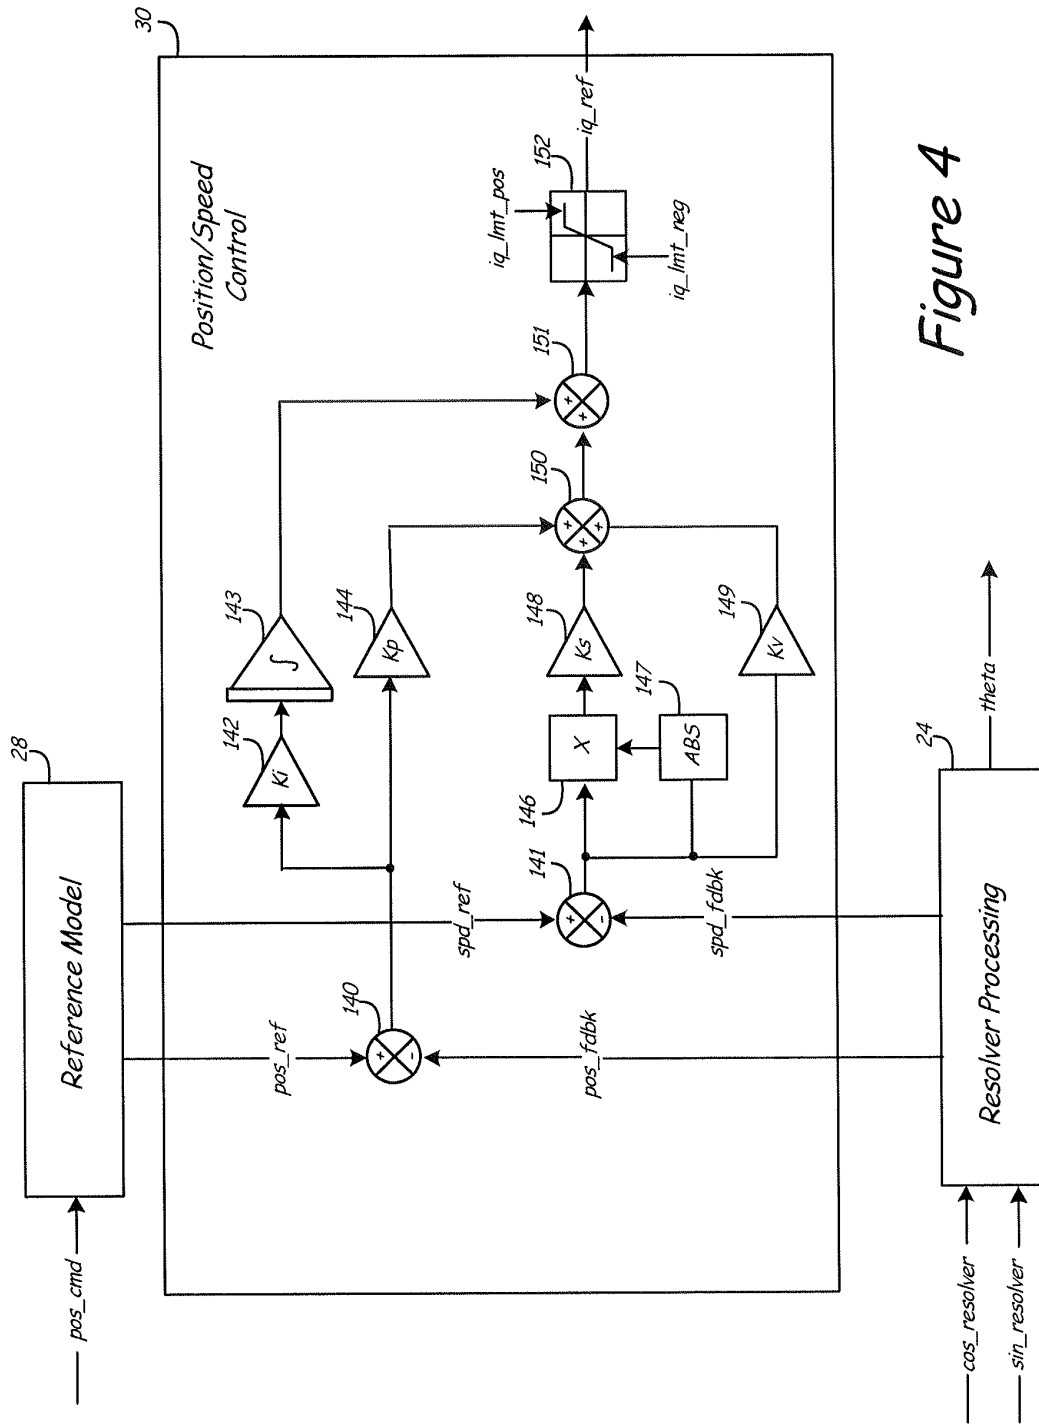 pos_cmd
Reference Model
28
30
Position/Speed
Control
pos_ref
spd_ref
140
Ki
142
∫
143
Kp
144
141
+
-
+
-
X
146
ABS
147
Ks
148
Kv
149
150
+
+
+
151
+
+
152
iq_lmt_pos
iq_lmt_neg
iq_ref
pos_fdbk
spd_fdbk
cos_resolver
sin_resolver
Resolver Processing
24
theta
Figure 4